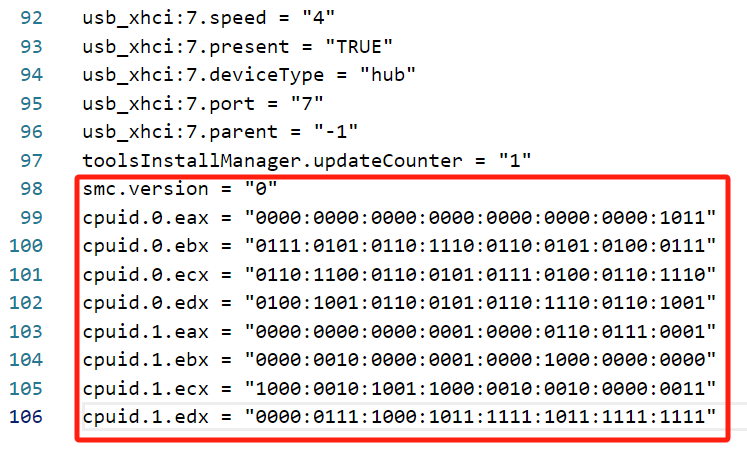 92 usb_xhci:7.speed = "4"
93 usb_xhci:7.present = "TRUE"
94 usb_xhci:7.deviceType = "hub"
95 usb_xhci:7.port = "7"
96 usb_xhci:7.parent = "-1"
97 toolsInstallManager.updateCounter = "1"
98 smc.version = "0"
99 cpuid.0.eax = "0000:0000:0000:0000:0000:0000:0000:1011"
100 cpuid.0.ebx = "0111:0101:0110:1110:0110:0101:0100:0111"
101 cpuid.0.ecx = "0110:1100:0110:0101:0111:0100:0110:1110"
102 cpuid.0.edx = "0100:1001:0110:0101:0110:1110:0110:1001"
103 cpuid.1.eax = "0000:0000:0000:0001:0000:0110:0111:0001"
104 cpuid.1.ebx = "0000:0010:0000:0001:0000:1000:0000:0000"
105 cpuid.1.ecx = "1000:0010:1001:1000:0010:0010:0000:0011"
106 cpuid.1.edx = "0000:0111:1000:1011:1111:1011:1111:1111"